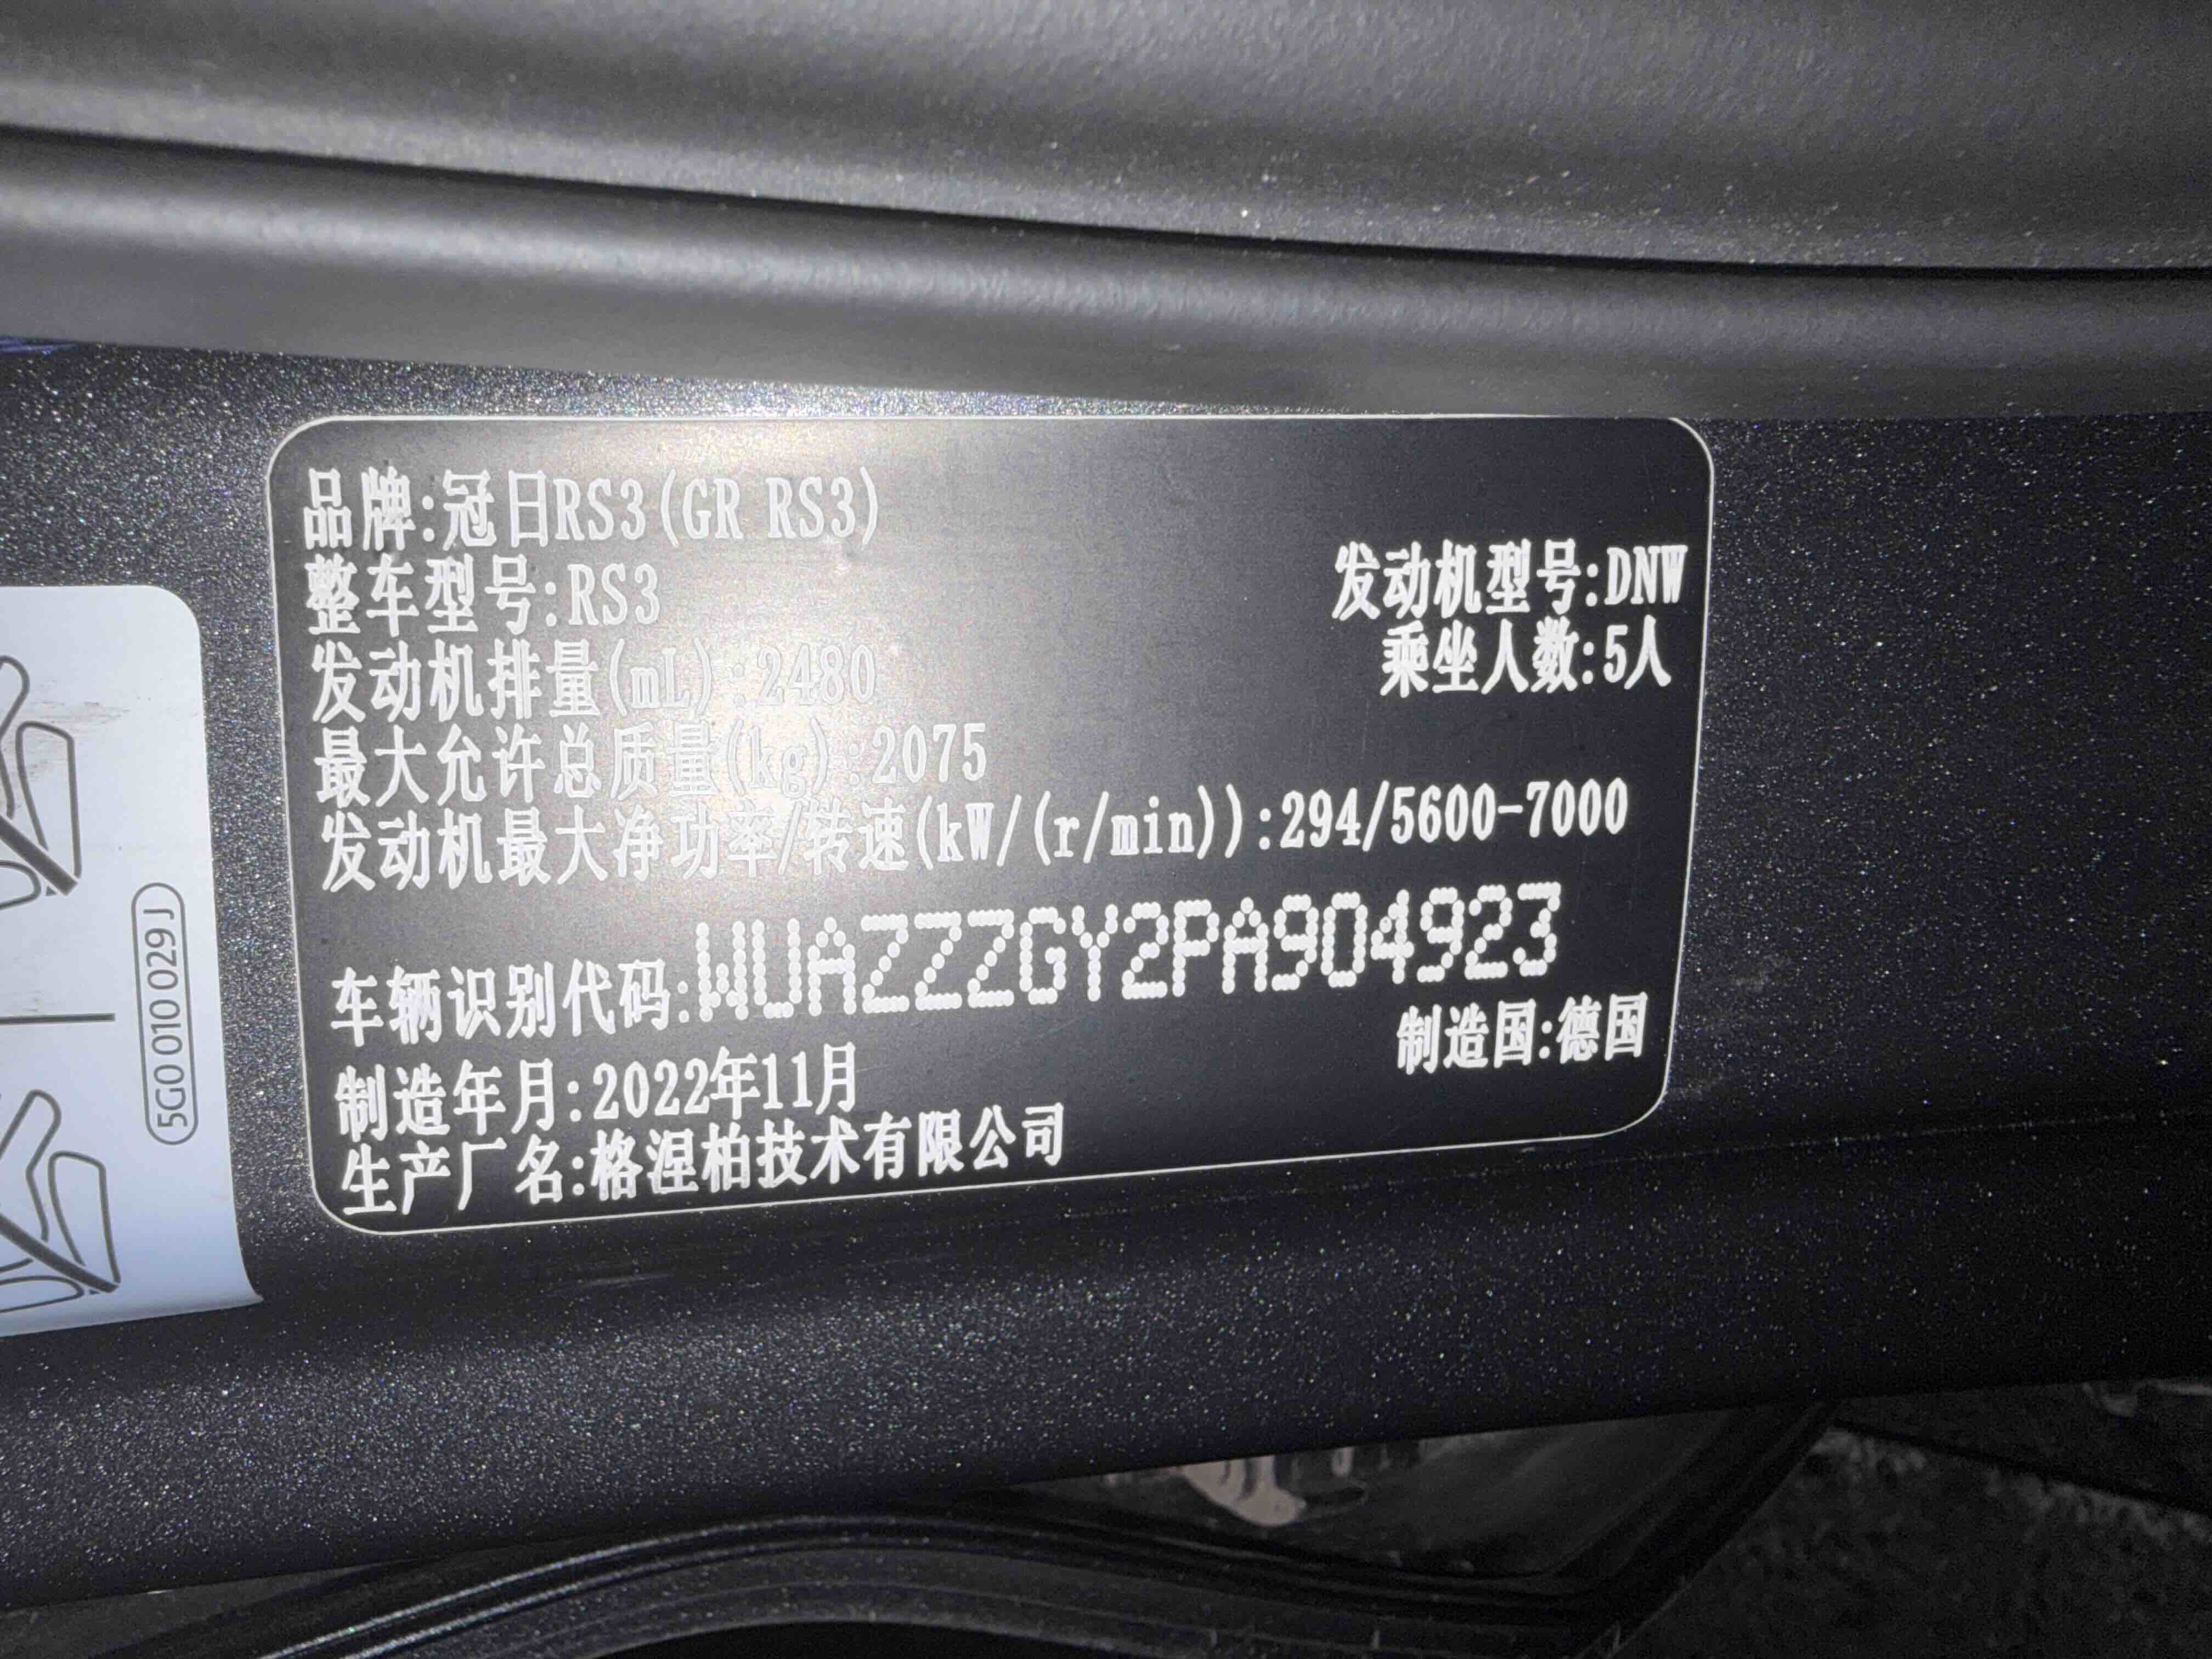 品牌:冠日RS3(GR RS3)
整车型号:RS3
发动机型号:DNW
发动机排量(mL):2480
乘坐人数:5人
最大允许总质量(kg):2075
发动机最大净功率/转速(kW/(r/min)):294/5600-7000
车辆识别代码:WUAZZZGY2PA904923
制造年月:2022年11月
制造国:德国
生产厂名:格涅柏技术有限公司
5G0 010 029 J